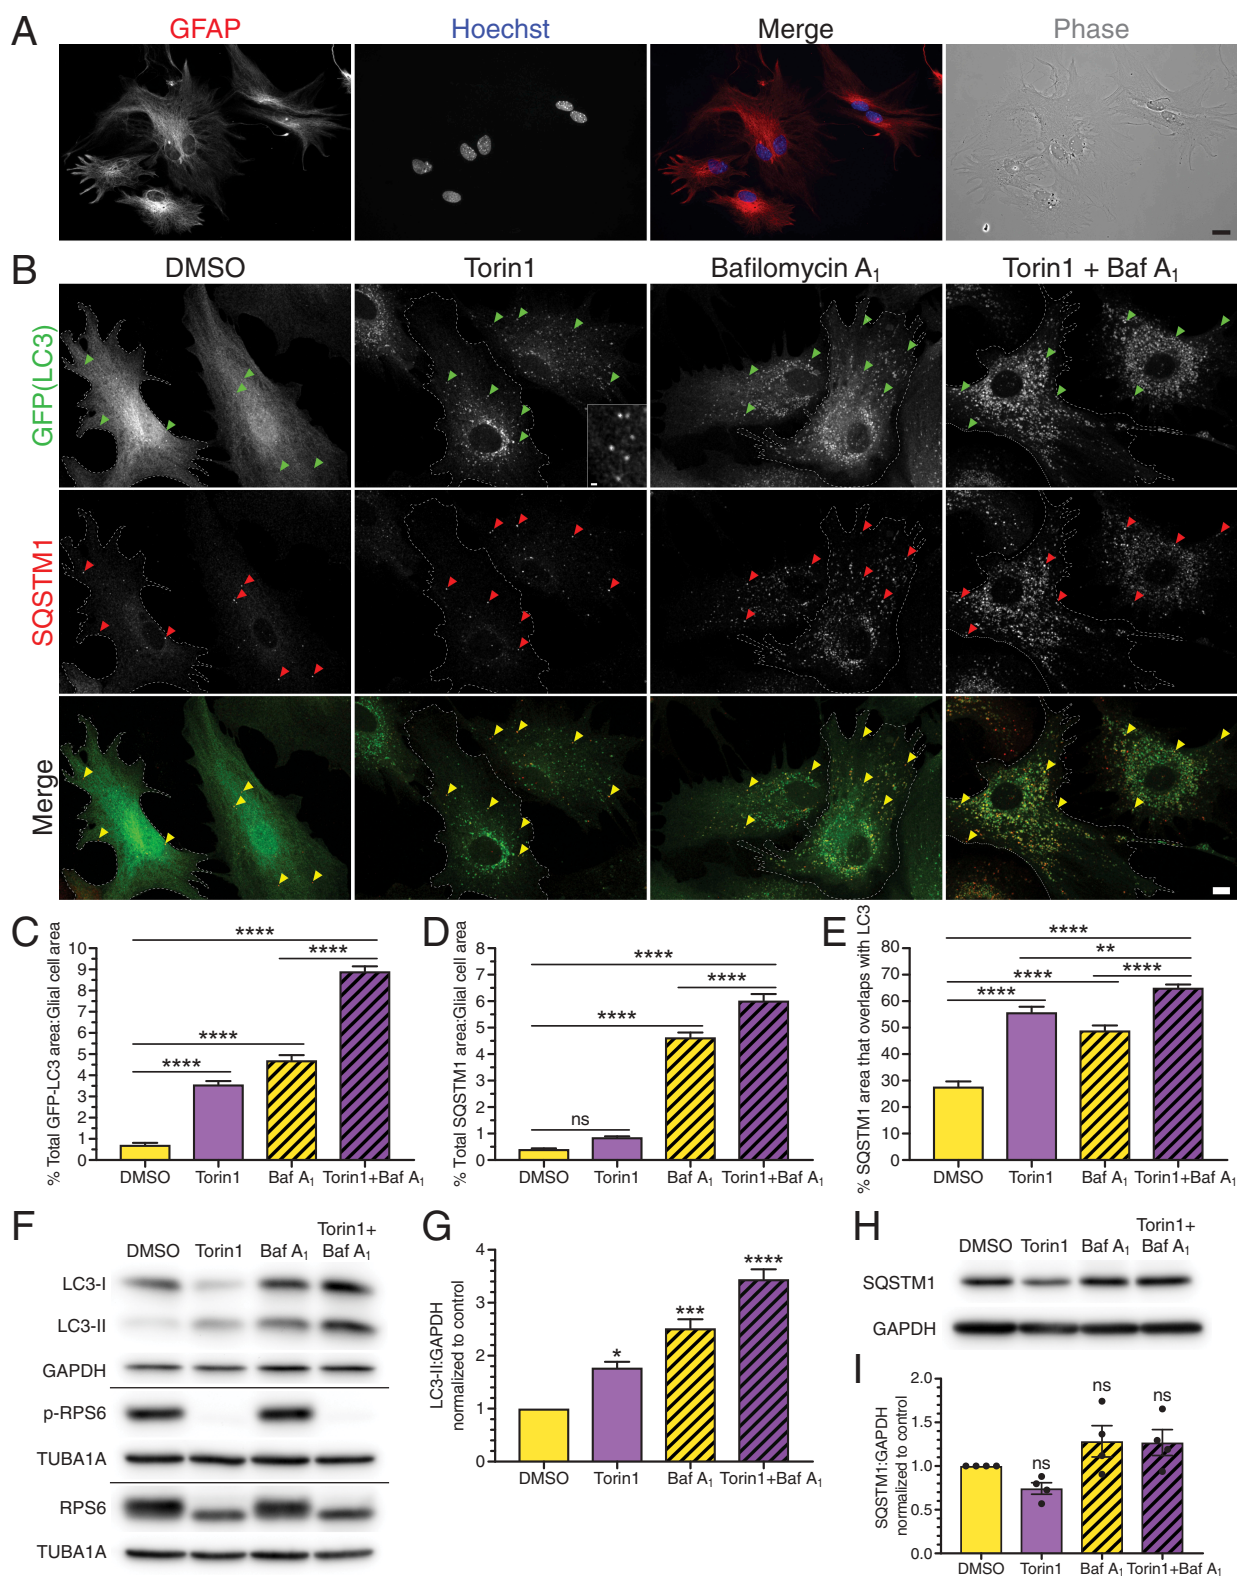 A
GFAP
Hoechst
Merge
Phase
B
DMSO
Torin1
Bafilomycin A₁
Torin1 + Baf A₁
GFP(LC3)
SQSTM1
Merge
C
% Total GFP-LC3 area:Glial cell area
10
9
8
7
6
5
4
3
2
1
0
****
****
****
****
DMSO
Torin1
Baf A₁
Torin1+Baf A₁
D
% Total SQSTM1 area:Glial cell area
8
7
6
5
4
3
2
1
0
****
****
****
ns
DMSO
Torin1
Baf A₁
Torin1+Baf A₁
E
% SQSTM1 area that overlaps with LC3
80
70
60
50
40
30
20
10
0
****
**
****
****
****
DMSO
Torin1
Baf A₁
Torin1+Baf A₁
F
DMSO
Torin1
Baf A₁
Torin1+
Baf A₁
LC3-I
LC3-II
GAPDH
p-RPS6
TUBA1A
RPS6
TUBA1A
G
LC3-II:GAPDH
normalized to control
4
3
2
1
0
*
***
****
DMSO
Torin1
Baf A₁
Torin1+Baf A₁
H
DMSO
Torin1
Baf A₁
Torin1+
Baf A₁
SQSTM1
GAPDH
I
SQSTM1:GAPDH
normalized to control
2.0
1.5
1.0
0.5
0.0
ns
ns
ns
DMSO
Torin1
Baf A₁
Torin1+Baf A₁